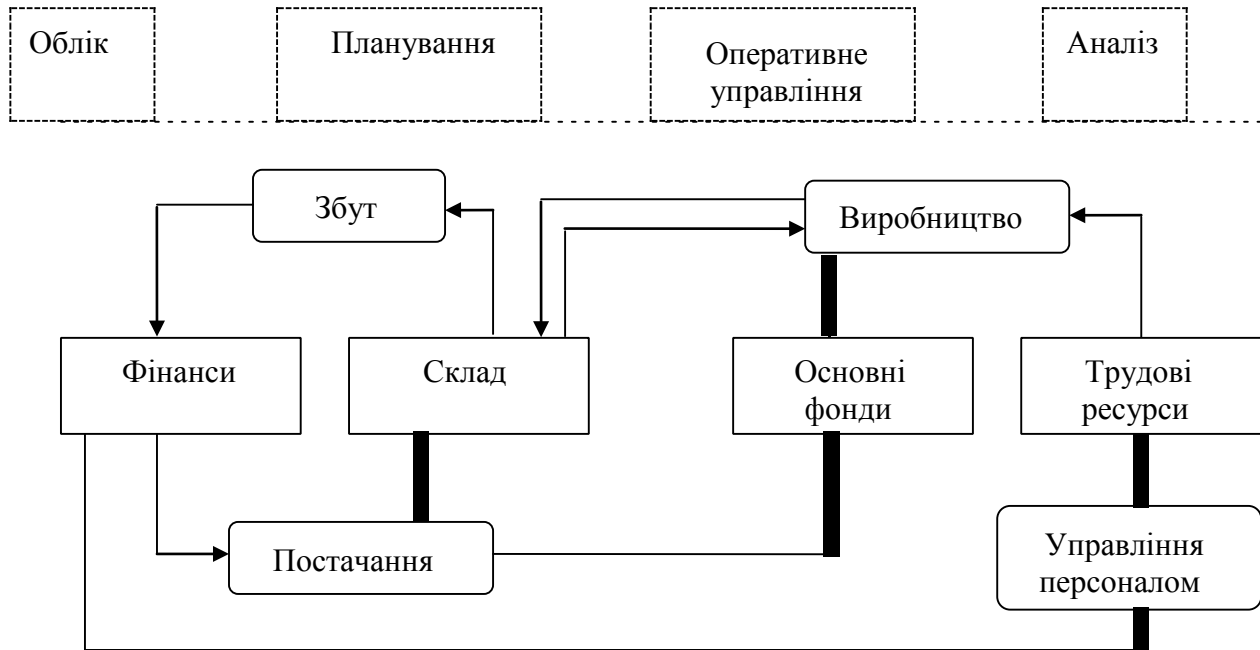 Облік
Планування
Оперативне
управління
Аналіз
Збут
Виробництво
Фінанси
Склад
Основні
фонди
Трудові
ресурси
Постачання
Управління
персоналом